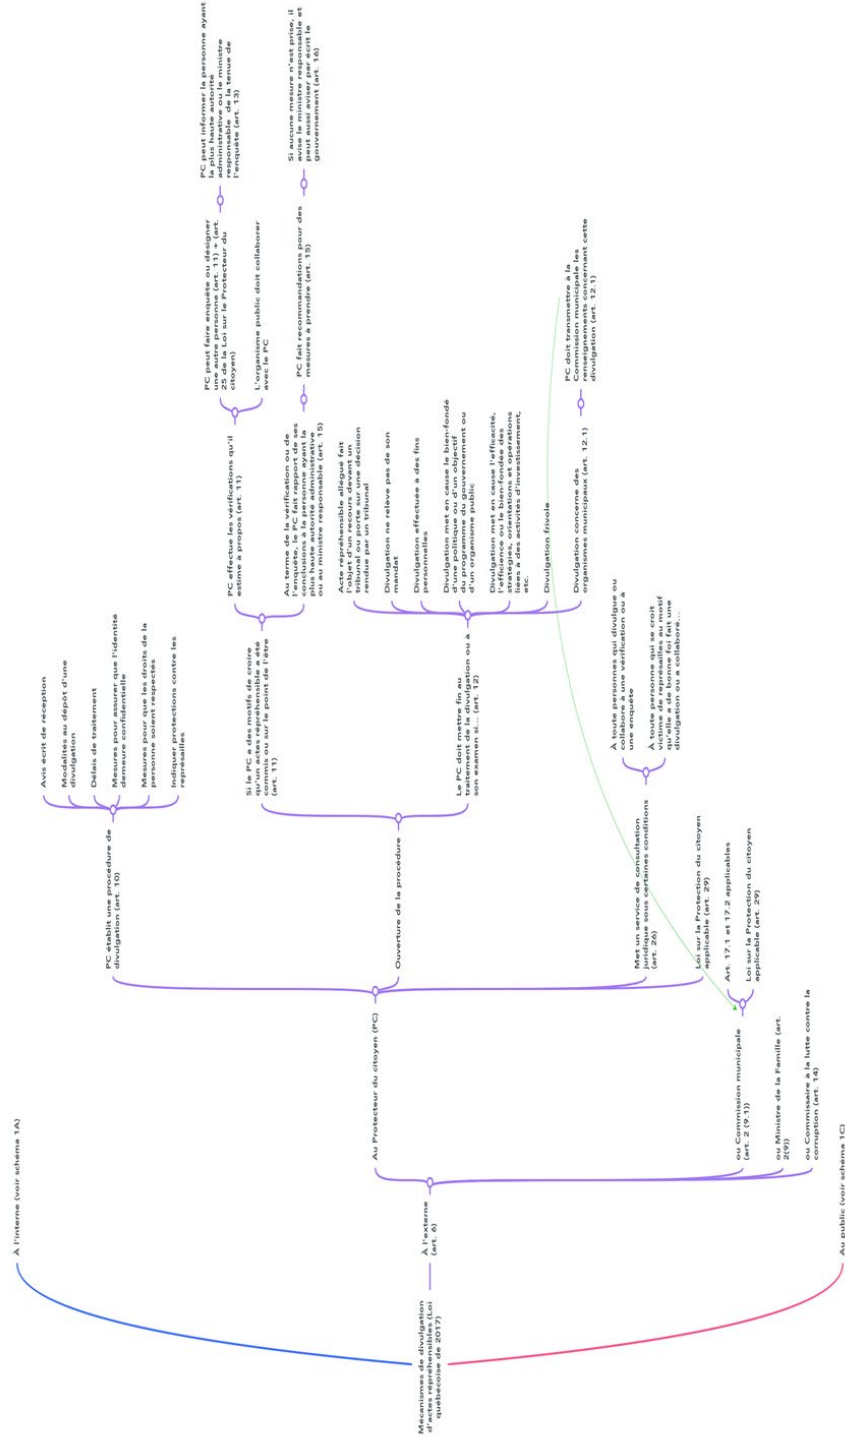 Mécanismes de divulgation
d'actes répréhensibles (Loi
québécoise de 2017)
À l'interne (voir schéma 1A)
À l'externe
(art. 6)
Au Protecteur du citoyen (PC)
PC établit une procédure de
divulgation (art. 10)
Avis écrit de réception
Modalités au dépôt d'une
divulgation
Délais de traitement
Mesures pour assurer que l'identité
demeure confidentielle
Mesures pour que les droits de la
personne soient respectés
Indiquer protections contre les
représailles
Ouverture de la procédure
Si le PC a des motifs de croire
qu'un actes répréhensible a été
commis ou sur le point de l'être
(art. 11)
PC effectue les vérifications qu'il
estime à propos (art. 11)
PC peut faire enquête ou désigner
une autre personne (art. 11) + (art.
25 de la Loi sur le Protecteur du
citoyen)
PC peut informer la personne ayant
la plus haute autorité
administrative ou le ministre
responsable de la tenue de
l'enquête (art. 13)
L'organisme public doit collaborer
avec le PC
Au terme de la vérification ou de
l'enquête, le PC fait rapport de ses
conclusions à la personne ayant la
plus haute autorité administrative
ou au ministre responsable (art. 15)
PC fait recommandations pour des
mesures à prendre (art. 15)
Si aucune mesure n'est prise, il
avise le ministre responsable et
peut aussi aviser par écrit le
gouvernement (art. 16)
Le PC doit mettre fin au
traitement de la divulgation ou à
son examen si... (art. 12)
Acte répréhensible allégué fait
l'objet d'un recours devant un
tribunal ou porte sur une décision
rendue par un tribunal
Divulgation ne relève pas de son
mandat
Divulgation effectuée à des fins
personnelles
Divulgation met en cause le bien-fondé
d'une politique ou d'un objectif
du programme du gouvernement ou
d'un organisme public
Divulgation met en cause l'efficacité,
l'efficience ou le bien-fondée des
stratégies, orientations et opérations
liées à des activités d'investissement,
etc.
Divulgation frivole
Divulgation concerne des
organismes municipaux (art. 12.1)
PC doit transmettre à la
Commission municipale les
renseignements concernant cette
divulgation (art. 12.1)
Met un service de consultation
juridique sous certaines conditions
(art. 26)
À toute personnes qui divulgue ou
collabore à une vérification ou à
une enquête
À toute personne qui se croit
victime de représailles au motif
qu'elle a de bonne foi fait une
divulgation ou a collaboré...
Loi sur la Protection du citoyen
applicable (art. 29)
ou Commission municipale
(art. 2 (9.1))
Art. 17.1 et 17.2 applicables
Loi sur la Protection du citoyen
applicable (art. 29)
ou Ministre de la Famille (art.
2(9))
ou Commissaire à la lutte contre la
corruption (art. 14)
Au public (voir schéma 1C)